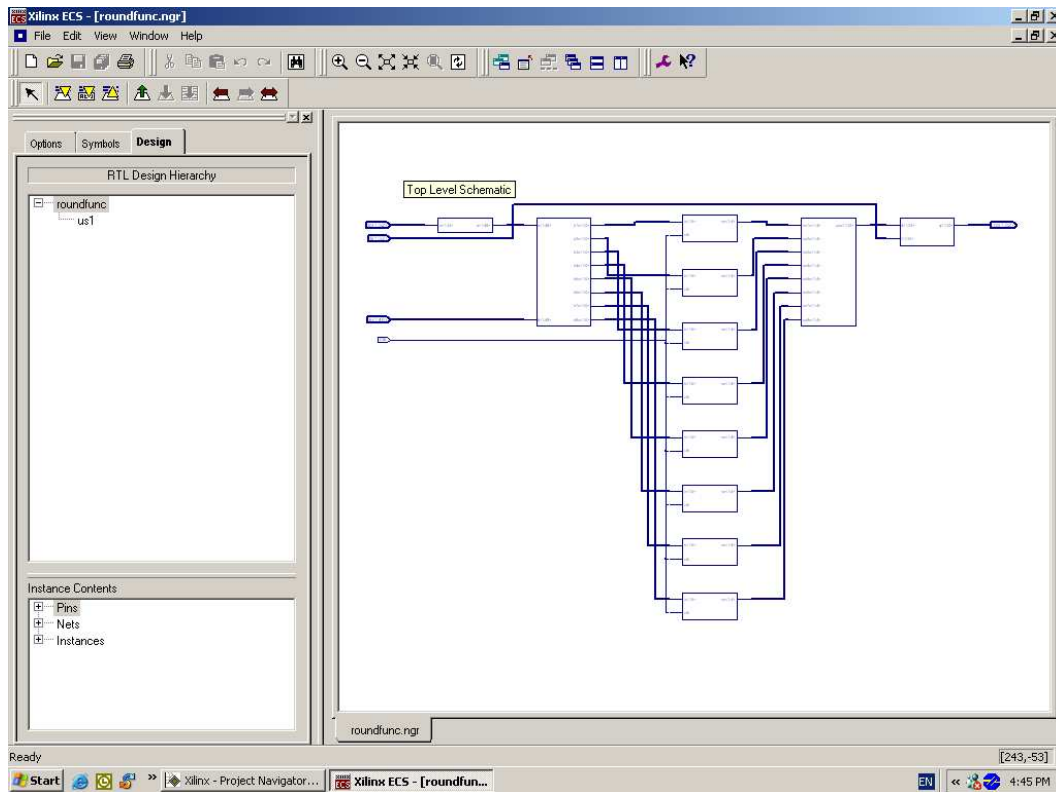 Xilinx ECS - [roundfunc.ngr]
File Edit View Window Help
Options Symbols Design
RTL Design Hierarchy
roundfunc
us1
Top Level Schematic
Instance Contents
Pins
Nets
Instances
roundfunc.ngr
Ready
[243,-53]
Start » Xilinx - Project Navigator... Xilinx ECS - [roundfun... EN « 4:45 PM